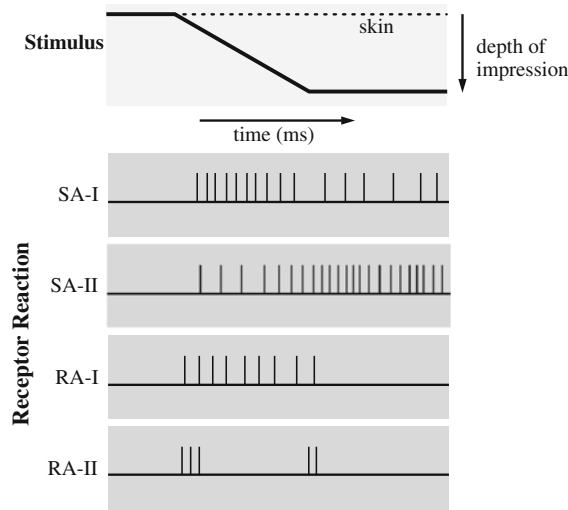 Stimulus
skin
depth of
impression
time (ms)
Receptor Reaction
SA-I
SA-II
RA-I
RA-II